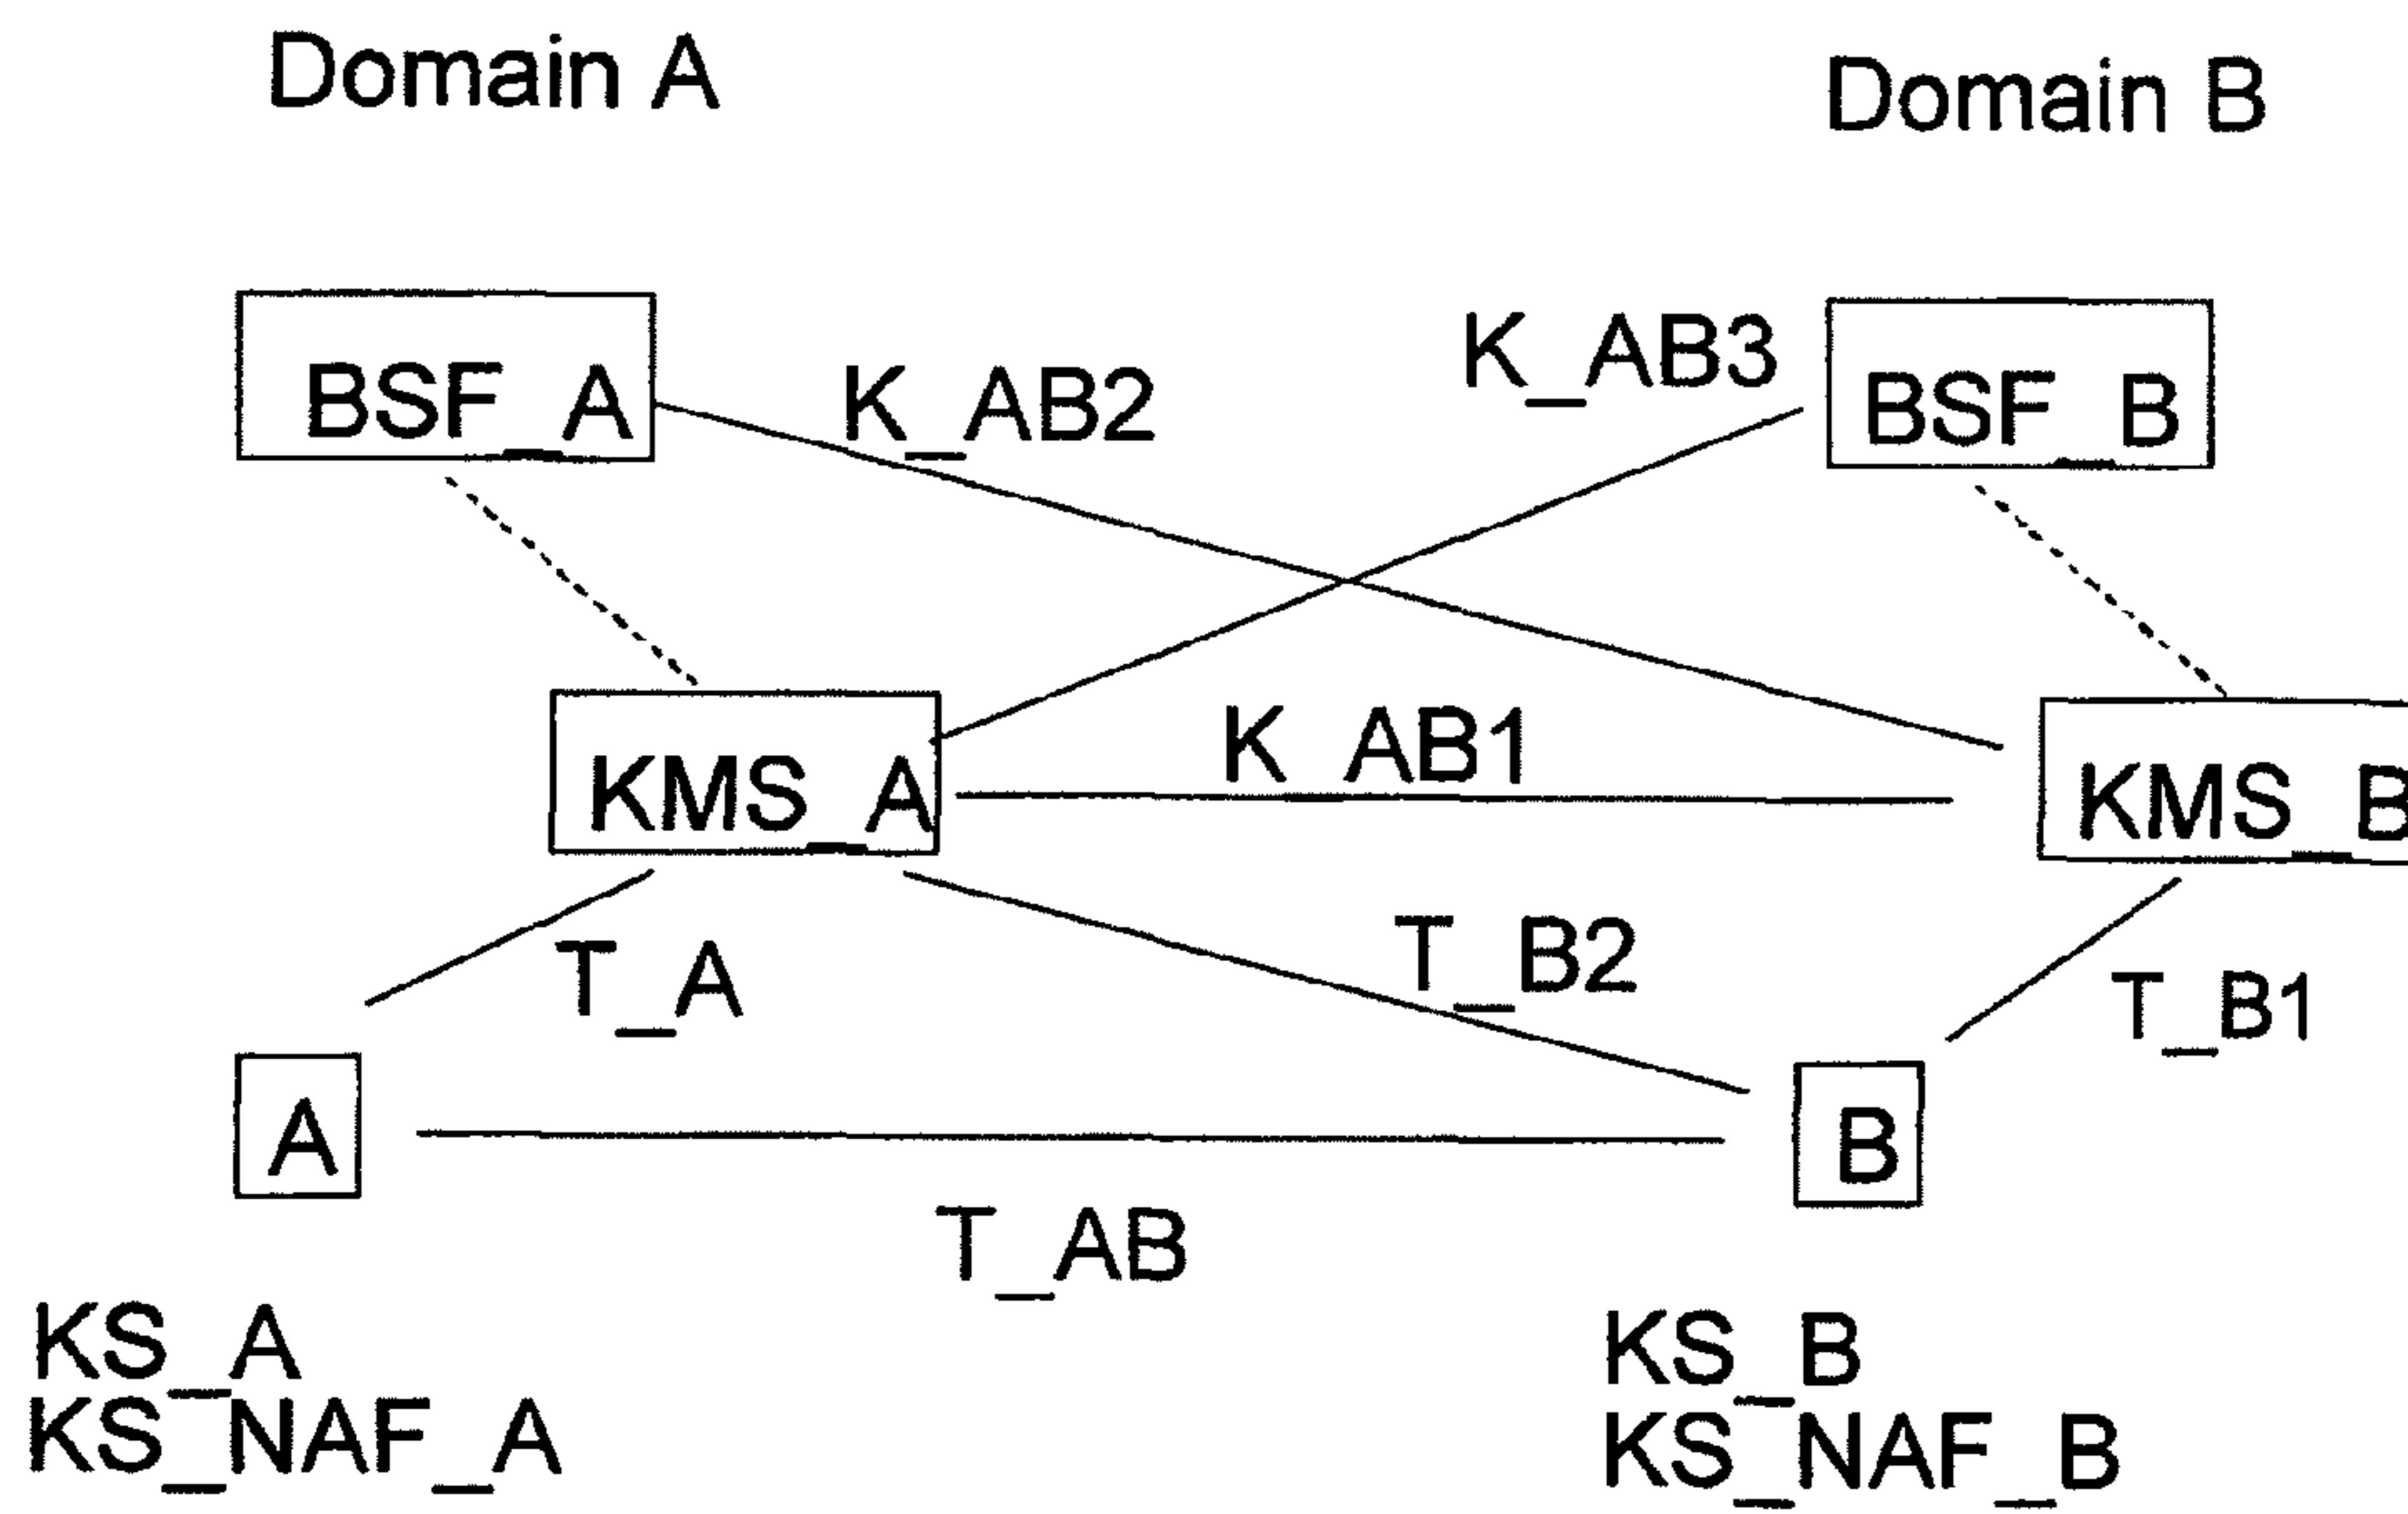 Domain A
Domain B
BSF_A
K_AB2
K_AB3
BSF_B
KMS_A
K_AB1
KMS_B
T_A
T_B2
T_B1
A
B
T_AB
KS_A
KS_NAF_A
KS_B
KS_NAF_B